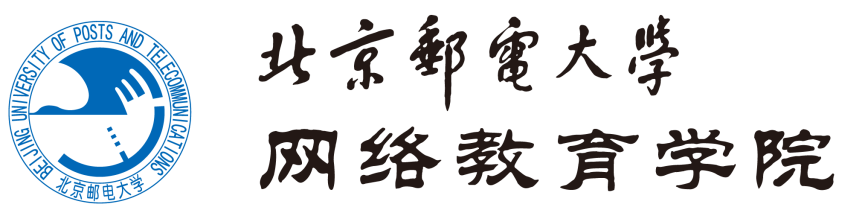 BEIJING UNIVERSITY OF POSTS AND TELECOMMUNICATIONS
北京邮电大学
北京郵電大學
网络教育学院